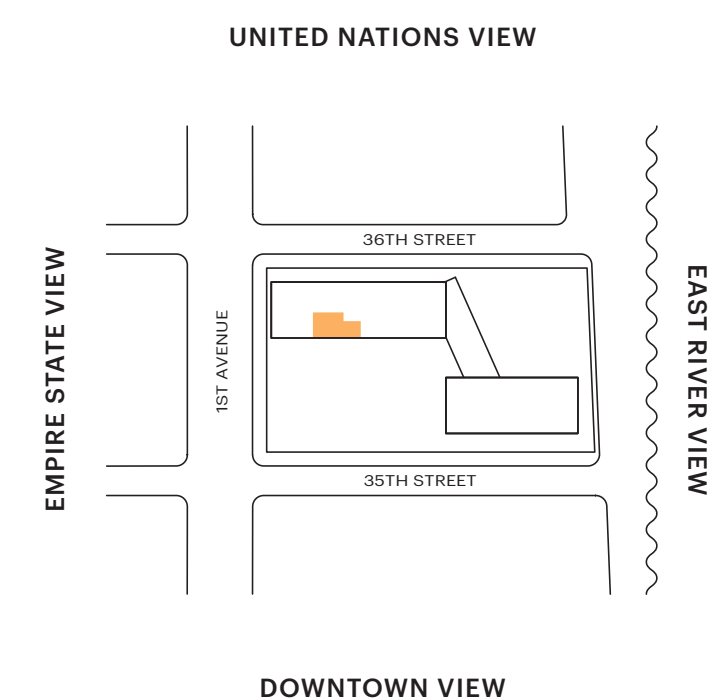 UNITED NATIONS VIEW
36TH STREET
EMPIRE STATE VIEW
1ST AVENUE
EAST RIVER VIEW
35TH STREET
DOWNTOWN VIEW